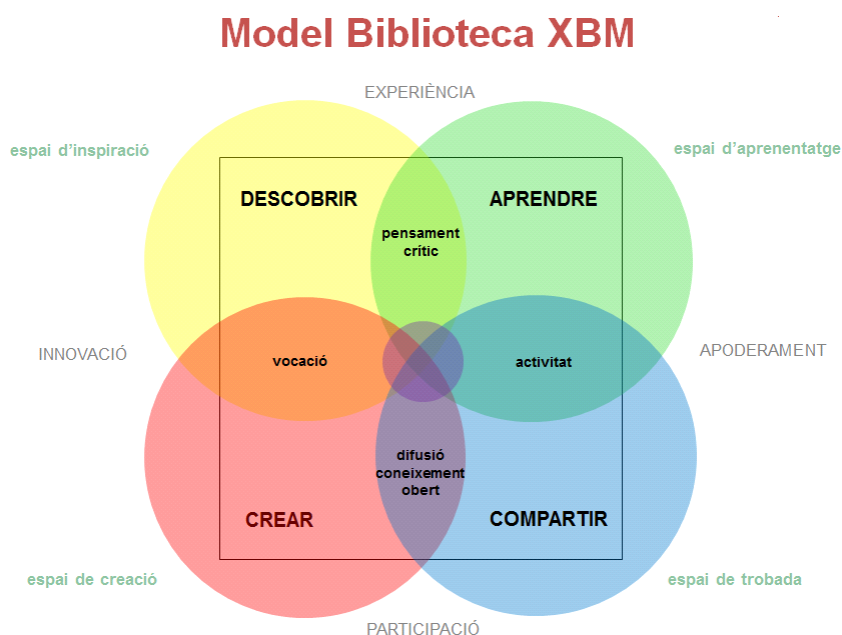 Model Biblioteca XBM
EXPERIÈNCIA
espai d'inspiració
espai d'aprenentatge
DESCOBRIR
APRENDRE
pensament
crític
INNOVACIÓ
vocació
activitat
APODERAMENT
difusió
coneixement
obert
CREAR
COMPARTIR
espai de creació
espai de trobada
PARTICIPACIÓ